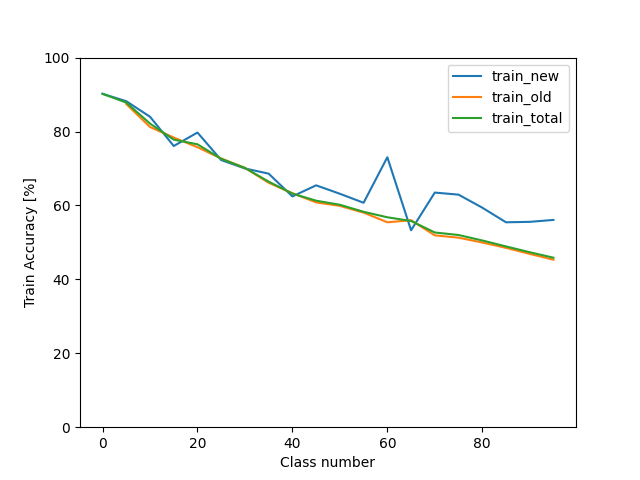 100
80
60
40
20
0
0 20 40 60 80
Train Accuracy [%]
Class number
train_new
train_old
train_total